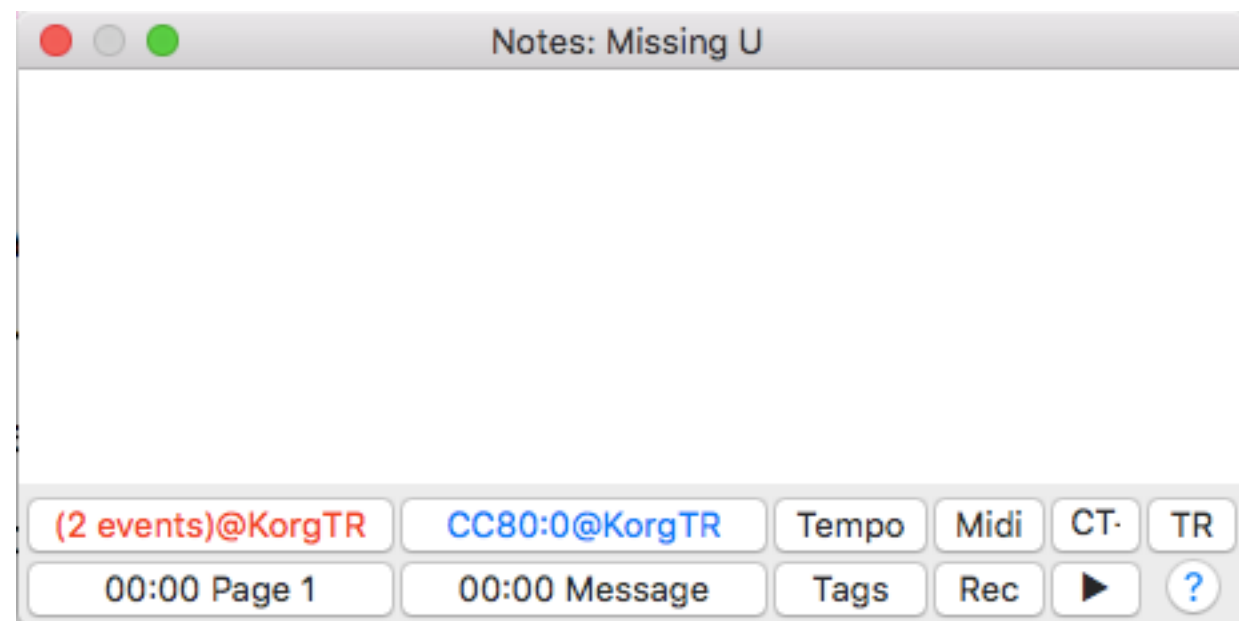 Notes: Missing U
(2 events)@KorgTR CC80:0@KorgTR Tempo Midi CT· TR
00:00 Page 1 00:00 Message Tags Rec ▶ ?